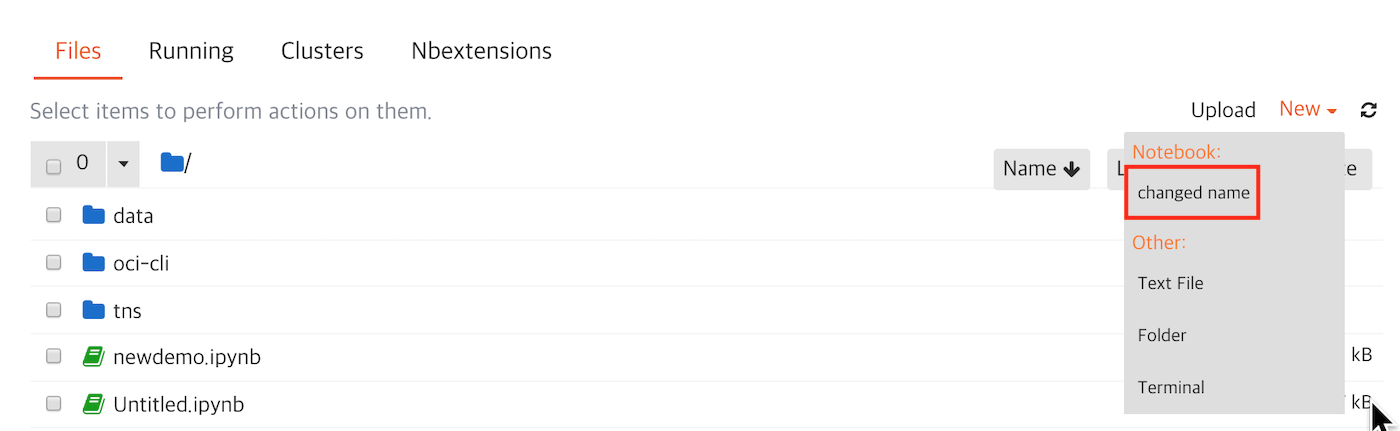 Files Running Clusters Nbextensions
Select items to perform actions on them.
Upload New
0 /
Name
Notebook:
changed name
Other:
Text File
Folder
Terminal
data
oci-cli
tns
newdemo.ipynb
kB
Untitled.ipynb
kB